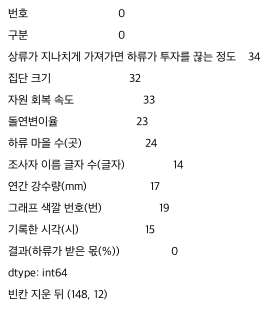 번호 0
구분 0
상류가 지나치게 가져가면 하류가 투자를 끊는 정도 34
집단 크기 32
자원 회복 속도 33
돌연변이율 23
하류 마을 수(곳) 24
조사자 이름 글자 수(글자) 14
연간 강수량(mm) 17
그래프 색깔 번호(번) 19
기록한 시각(시) 15
결과(하류가 받은 몫(%)) 0
dtype: int64
빈칸 지운 뒤 (148, 12)